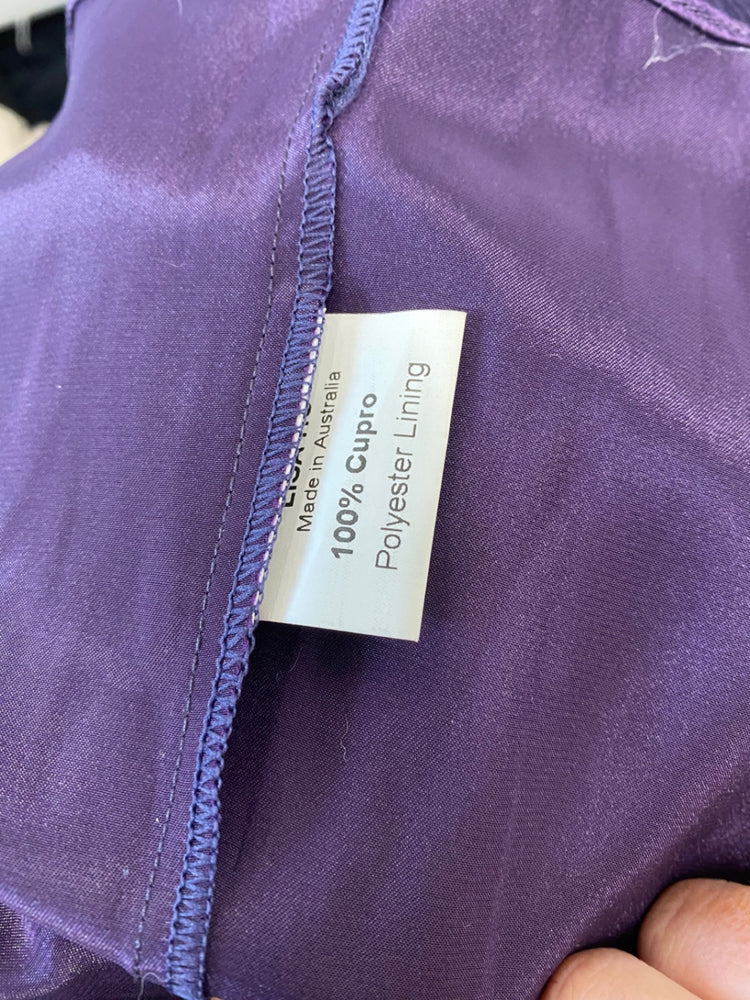 Made in Australia
100% Cupro
Polyester Lining